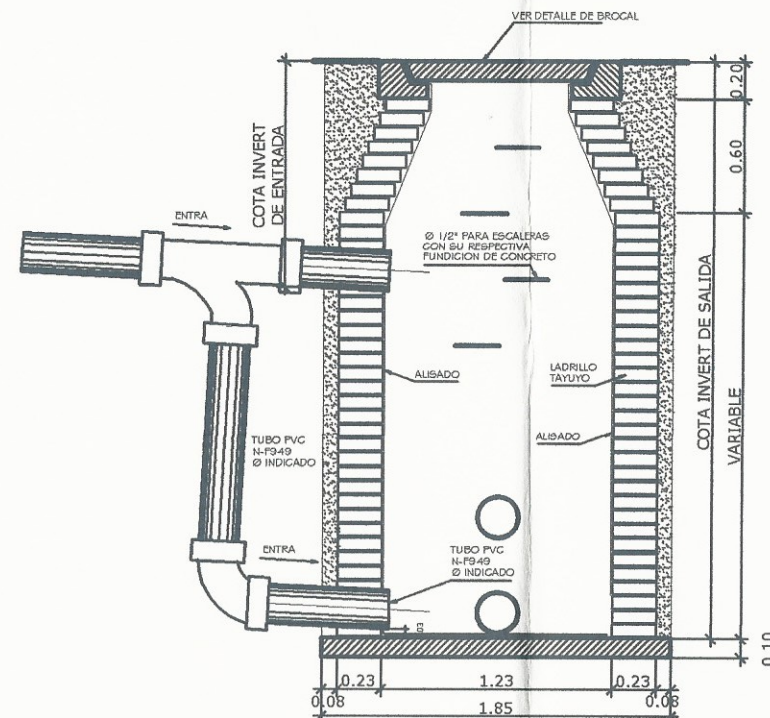 VER DETALLE DE BROCAL
0.20
0.60
COTA INVERT
DE ENTRADA
ENTRA
Ø 1/2" PARA ESCALERAS
CON SU RESPECTIVA
FUNDICION DE CONCRETO
COTA INVERT DE SALIDA
VARIABLE
ALISADO
LADRILLO
TAYUYO
ALISADO
TUBO PVC
N-F949
Ø INDICADO
ENTRA
TUBO PVC
N-F949
Ø INDICADO
.03
0.10
0.23
1.23
0.23
0.08
0.08
1.85